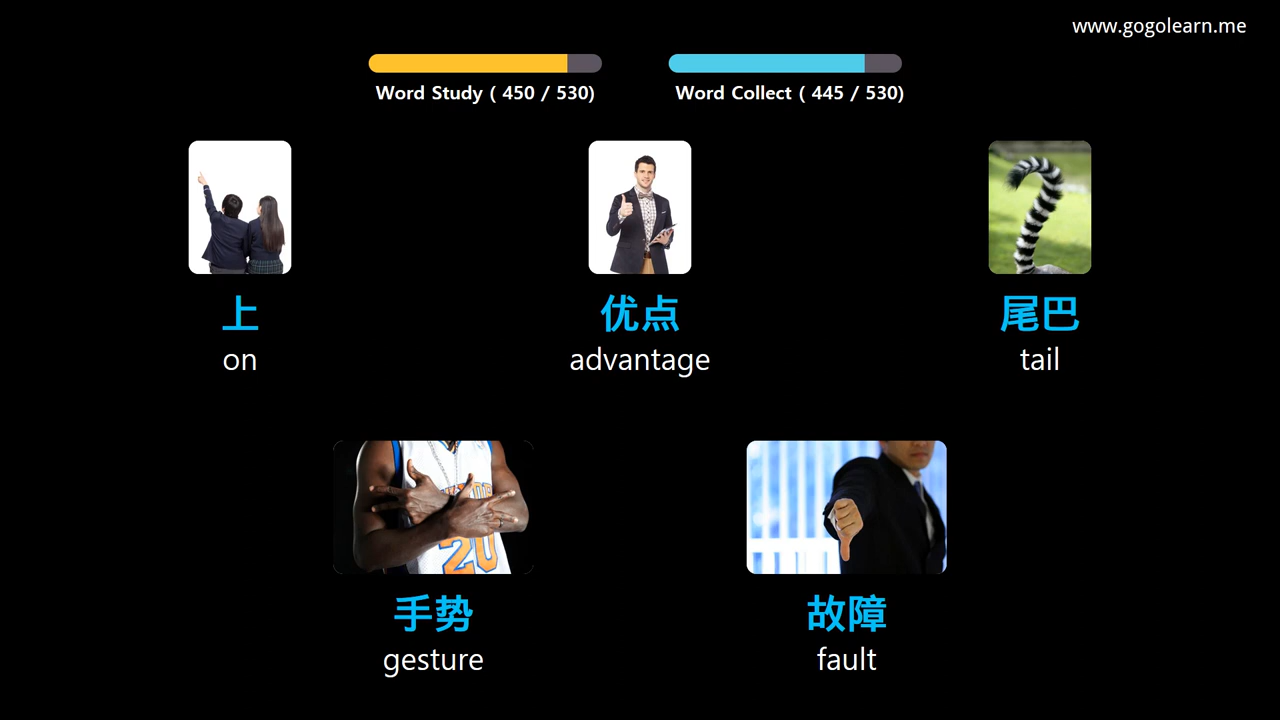 www.gogolearn.me
Word Study ( 450 / 530)
Word Collect ( 445 / 530)
上
on
优点
advantage
尾巴
tail
20
手势
gesture
故障
fault